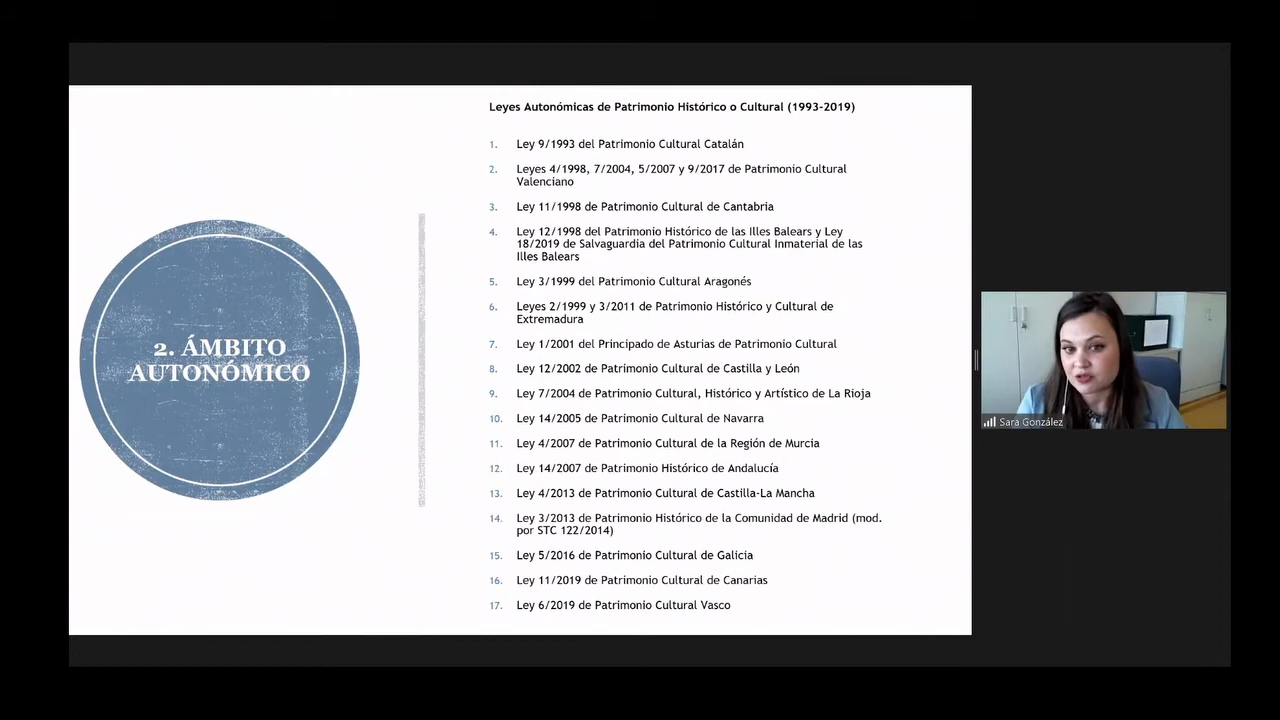 Leyes Autonómicas de Patrimonio Histórico o Cultural (1993-2019)
1. Ley 9/1993 del Patrimonio Cultural Catalán
2. Leyes 4/1998, 7/2004, 5/2007 y 9/2017 de Patrimonio Cultural
Valenciano
3. Ley 11/1998 de Patrimonio Cultural de Cantabria
4. Ley 12/1998 del Patrimonio Histórico de las Illes Balears y Ley
18/2019 de Salvaguardia del Patrimonio Cultural Inmaterial de las
Illes Balears
5. Ley 3/1999 del Patrimonio Cultural Aragonés
6. Leyes 2/1999 y 3/2011 de Patrimonio Histórico y Cultural de
Extremadura
7. Ley 1/2001 del Principado de Asturias de Patrimonio Cultural
8. Ley 12/2002 de Patrimonio Cultural de Castilla y León
9. Ley 7/2004 de Patrimonio Cultural, Histórico y Artístico de La Rioja
10. Ley 14/2005 de Patrimonio Cultural de Navarra
11. Ley 4/2007 de Patrimonio Cultural de la Región de Murcia
12. Ley 14/2007 de Patrimonio Histórico de Andalucía
13. Ley 4/2013 de Patrimonio Cultural de Castilla-La Mancha
14. Ley 3/2013 de Patrimonio Histórico de la Comunidad de Madrid (mod.
por STC 122/2014)
15. Ley 5/2016 de Patrimonio Cultural de Galicia
16. Ley 11/2019 de Patrimonio Cultural de Canarias
17. Ley 6/2019 de Patrimonio Cultural Vasco
2. ÁMBITO
AUTONÓMICO
Sara González